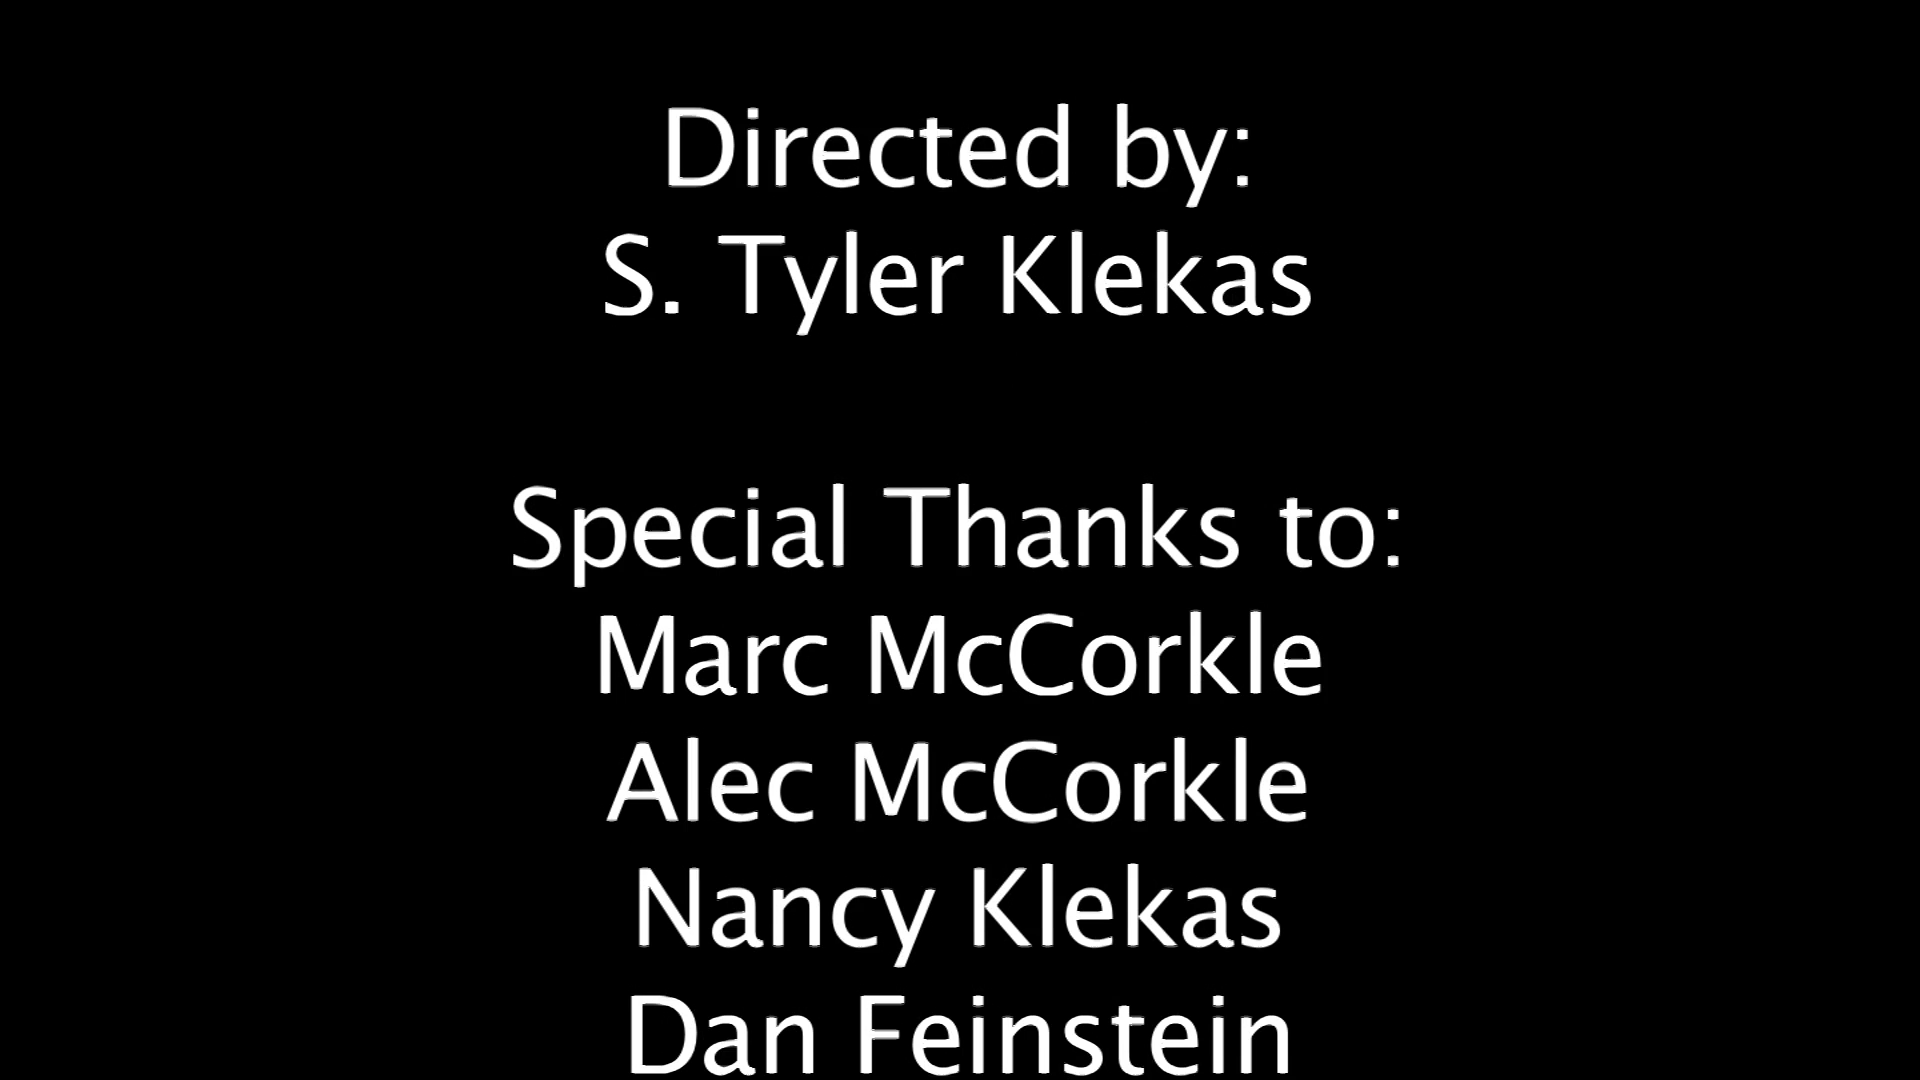 Directed by:
S. Tyler Klekas
Special Thanks to:
Marc McCorkle
Alec McCorkle
Nancy Klekas
Dan Feinstein